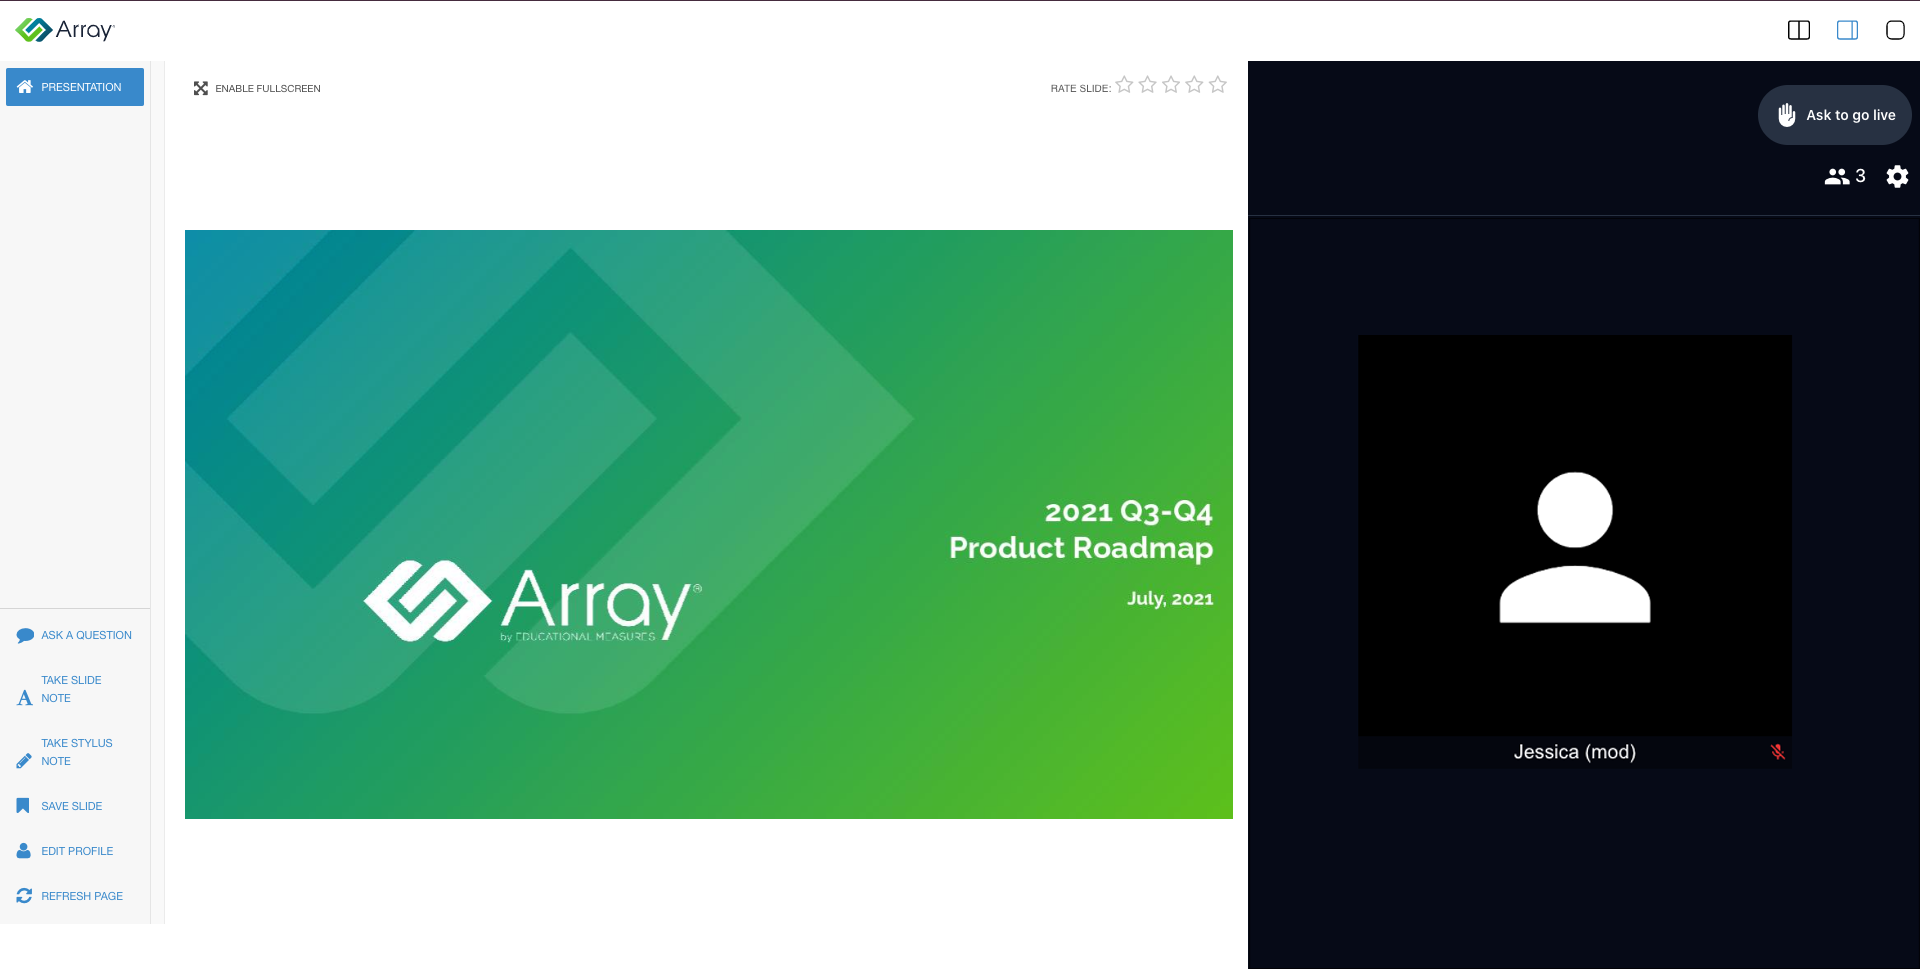 Array
PRESENTATION
ENABLE FULLSCREEN
RATE SLIDE:
Ask to go live
3
2021 Q3-Q4
Product Roadmap
July, 2021
Array®
by EDUCATIONAL MEASURES
Jessica (mod)
ASK A QUESTION
TAKE SLIDE
NOTE
TAKE STYLUS
NOTE
SAVE SLIDE
EDIT PROFILE
REFRESH PAGE